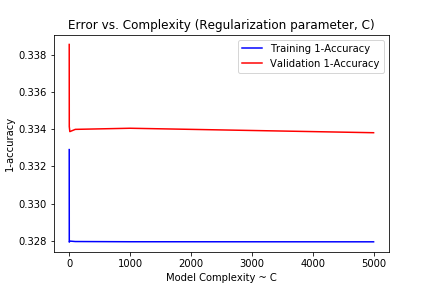 Error vs. Complexity (Regularization parameter, C)
Training 1-Accuracy
Validation 1-Accuracy
1-accuracy
0.338
0.336
0.334
0.332
0.330
0.328
0 1000 2000 3000 4000 5000
Model Complexity ~ C